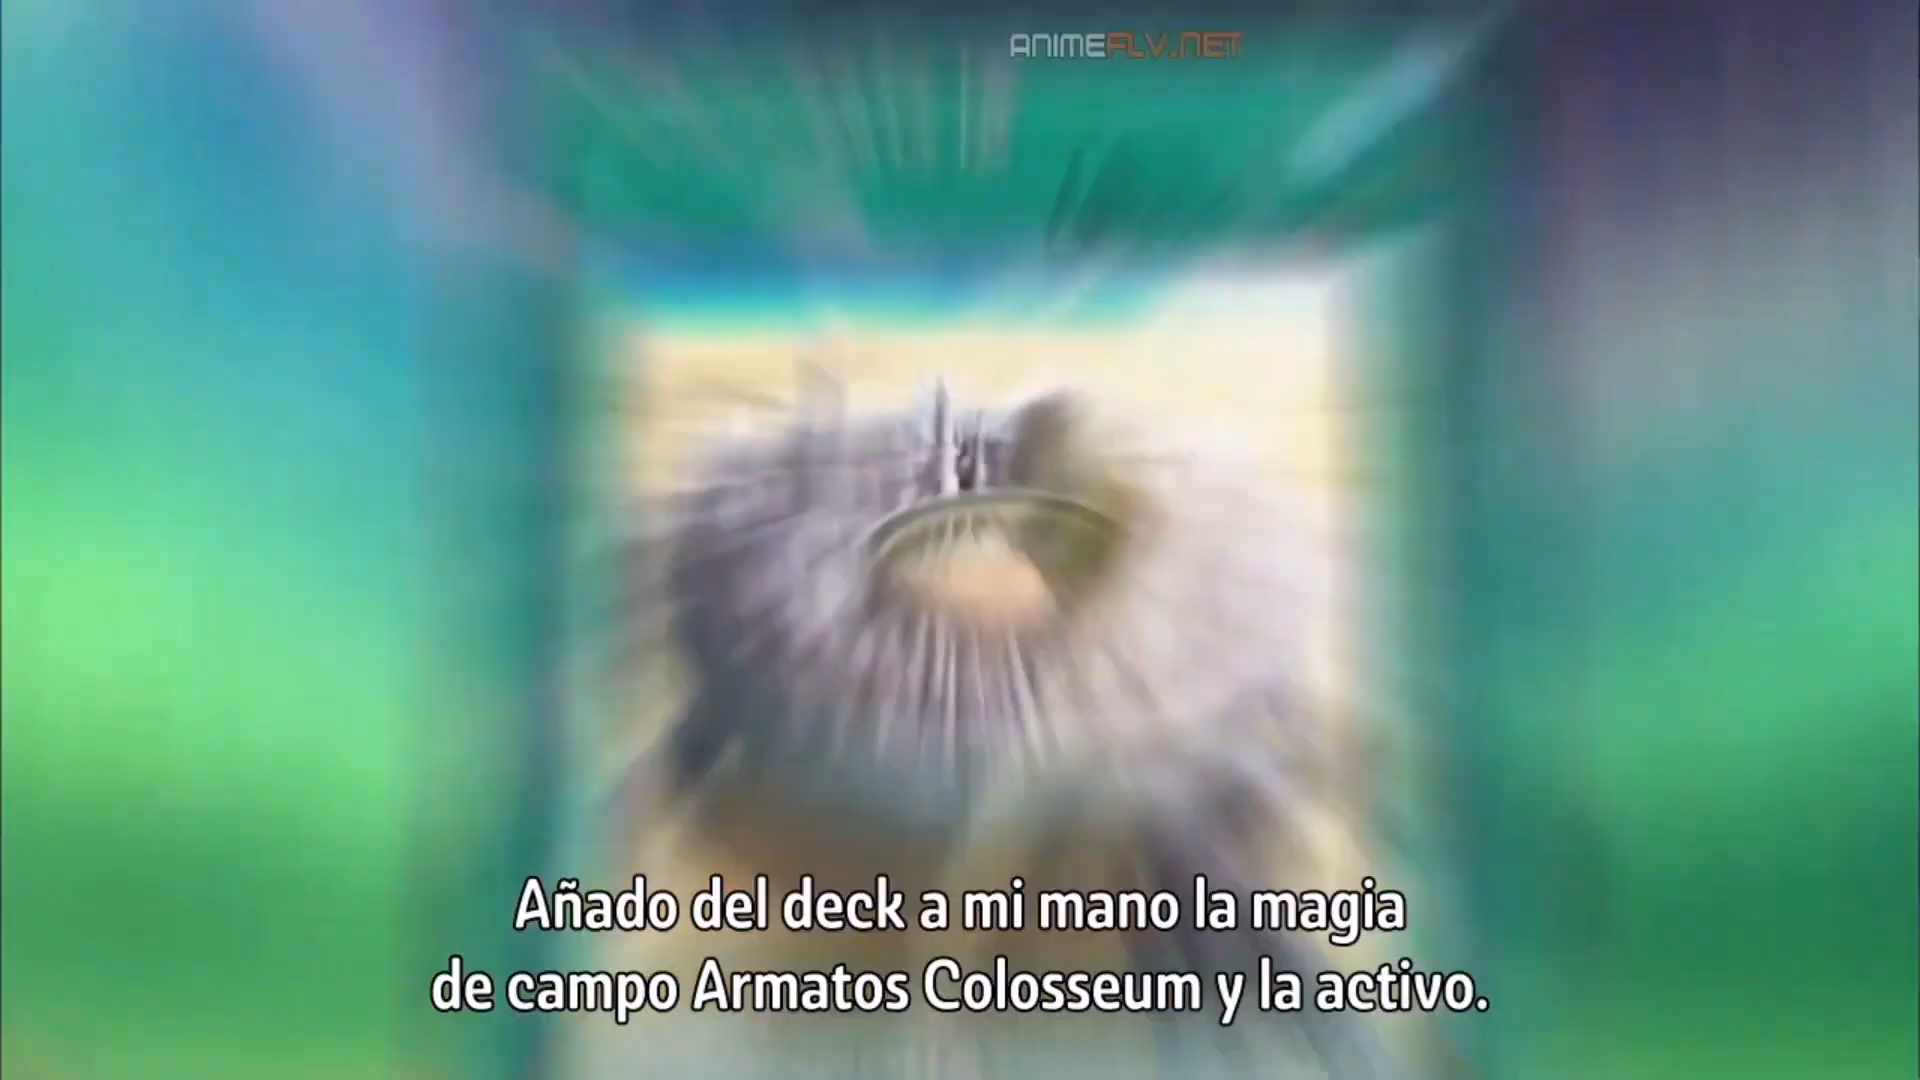 ANIMEFLV.NET
Añado del deck a mi mano la magia
de campo Armatos Colosseum y la activo.